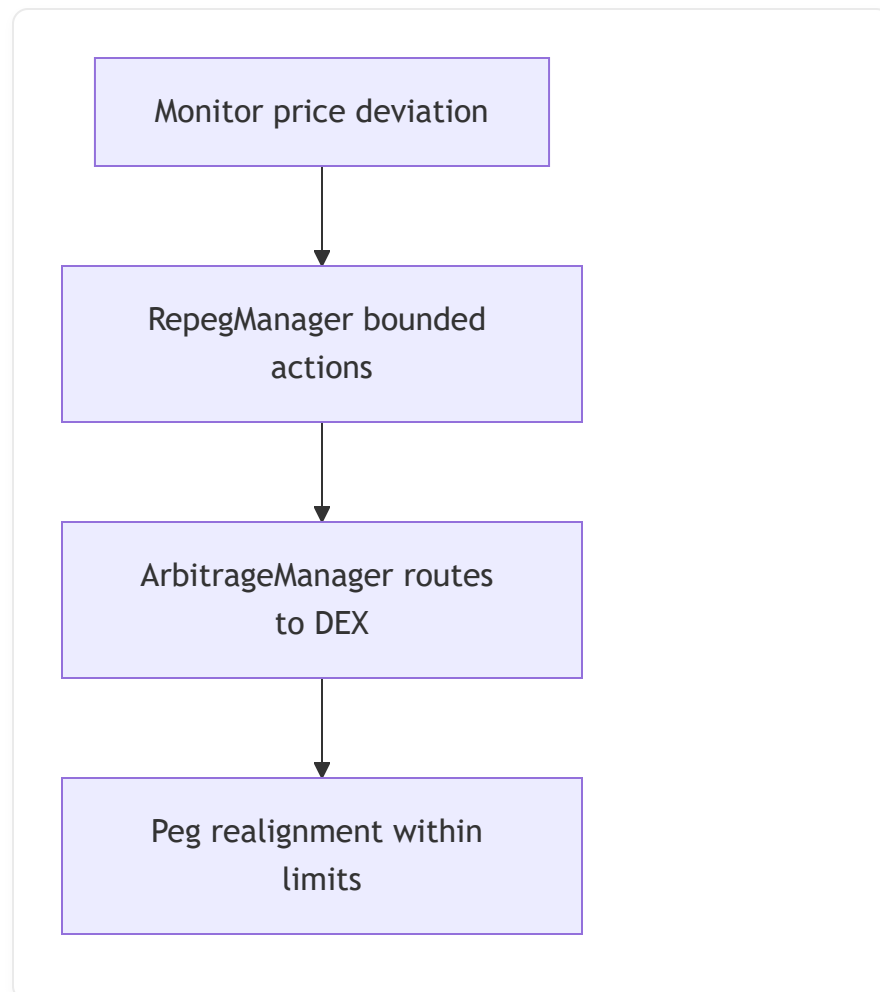 Monitor price deviation
RepegManager bounded
actions
ArbitrageManager routes
to DEX
Peg realignment within
limits